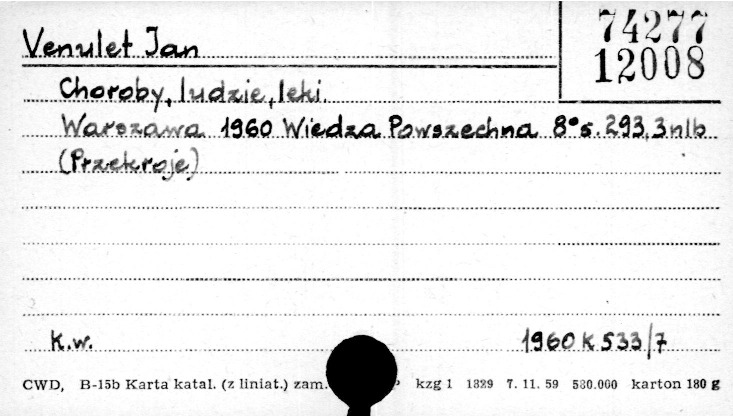 Venulet Jan
74277
12008
Choroby, ludzie, leki.
Warszawa 1960 Wiedza Powszechna 8° s. 293, 3 nlb
(Przekroje)
k.w.
1960 K 533/7
CWD, B-15b Karta katal. (z liniat.) zam. kzg 1 1829 7. 11. 59 580.000 karton 180 g